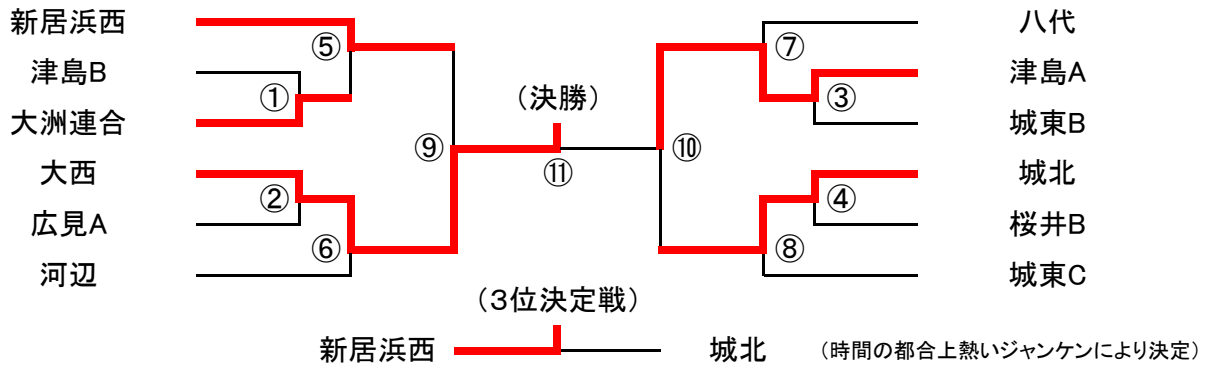 新居浜西
八代
⑤
⑦
津島B
津島A
①
(決勝)
③
大洲連合
城東B
⑨
⑩
⑪
大西
城北
②
④
広見A
桜井B
⑥
⑧
河辺
城東C
(3位決定戦)
新居浜西
城北
(時間の都合上熱いジャンケンにより決定)